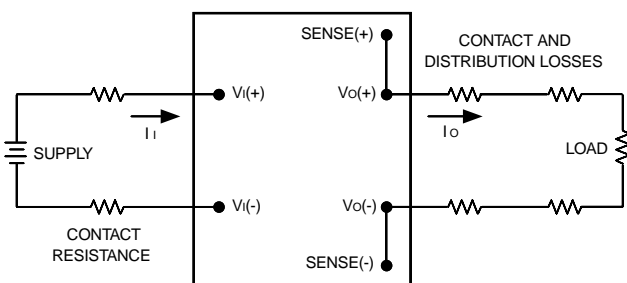 SENSE(+)
CONTACT AND
DISTRIBUTION LOSSES
VI(+)
VO(+)
II
IO
SUPPLY
LOAD
VI(-)
VO(-)
CONTACT
RESISTANCE
SENSE(-)